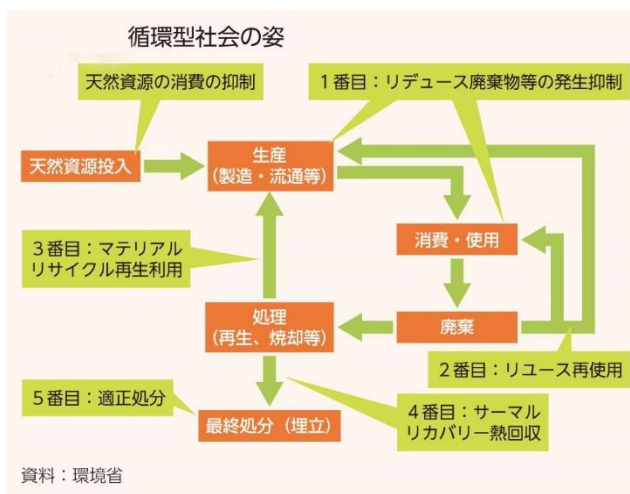 循環型社会の姿
天然資源の消費の抑制
1番目：リデュース廃棄物等の発生抑制
天然資源投入
生産
（製造・流通等）
消費・使用
3番目：マテリアル
リサイクル再生利用
処理
（再生、焼却等）
廃棄
2番目：リユース再使用
5番目：適正処分
最終処分（埋立）
4番目：サーマル
リカバリー熱回収
資料：環境省